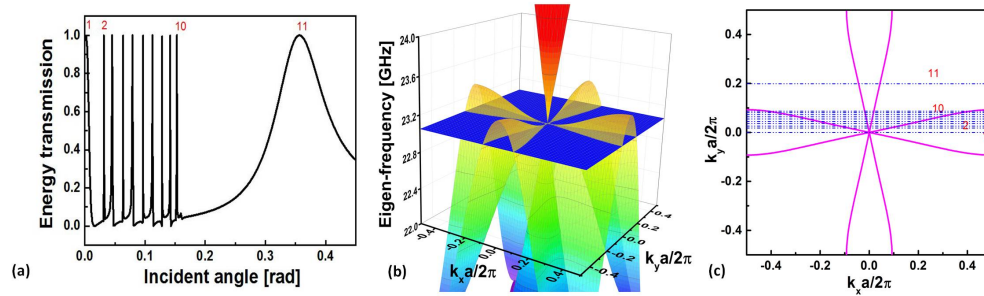 1 2 10 11
1.0
0.8
0.6
0.4
0.2
0.0
Energy transmission
0.0 0.1 0.2 0.3 0.4
Incident angle [rad]
(a)
24.0
23.6
23.2
22.8
22.4
22.0
Eigen-frequency [GHz]
-0.4 -0.2 0.0 0.2 0.4
kₓa/2π
-0.4 -0.2 0.0 0.2 0.4
k_y a/2π
(b)
0.4
0.2
0.0
-0.2
-0.4
k_y a/2π
11
10
2
-0.4 -0.2 0.0 0.2 0.4
kₓa/2π
(c)